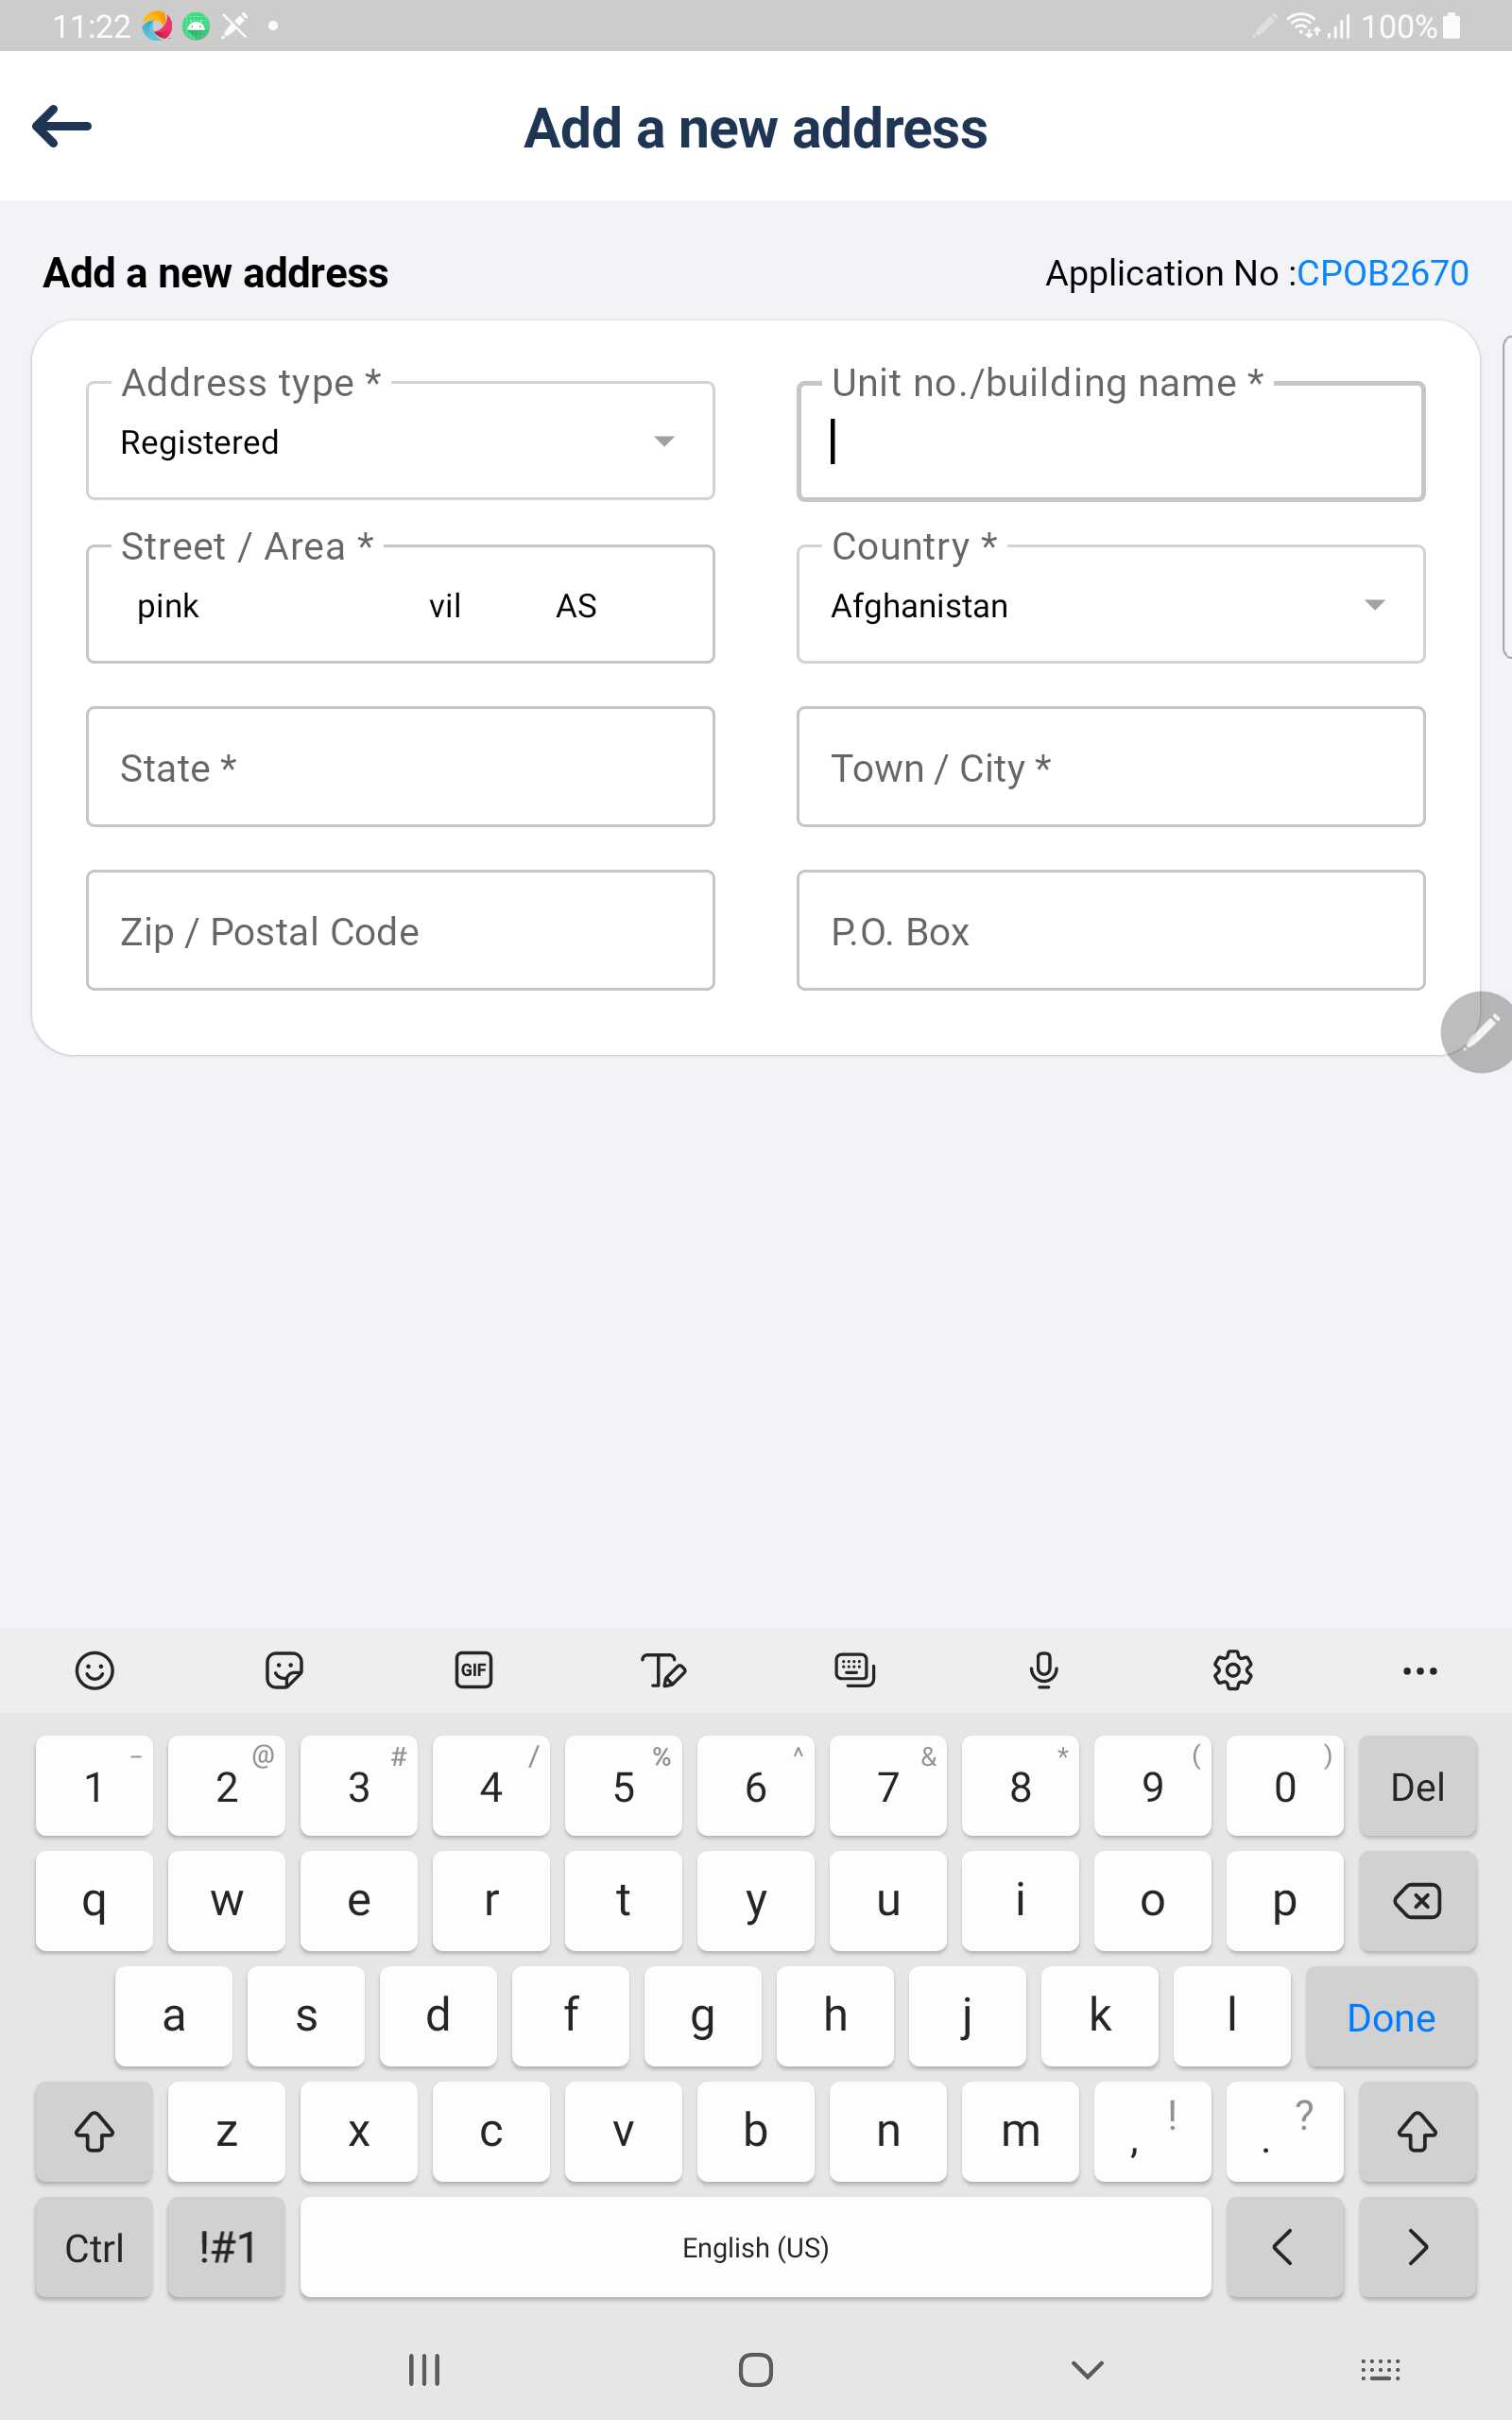 11:22 100%
Add a new address
Add a new address Application No :CPOB2670
Address type * Unit no./building name *
Registered
Street / Area * Country *
pink vil AS Afghanistan
State * Town / City *
Zip / Postal Code P.O. Box
GIF
1 – 2 @ 3 # 4 / 5 % 6 ^ 7 & 8 * 9 ( 0 ) Del
q w e r t y u i o p
a s d f g h j k l Done
z x c v b n m , ! . ?
Ctrl !#1 English (US) < >